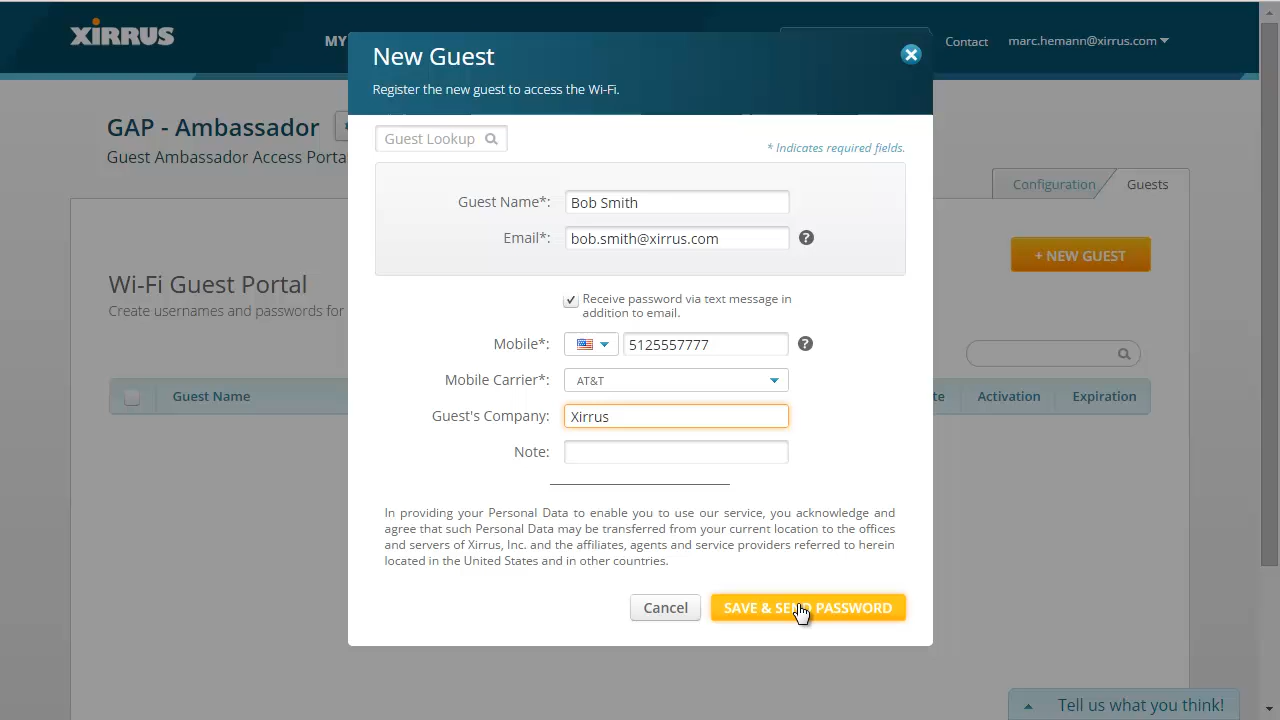 XIRRUS
MY
Contact
marc.hemann@xirrus.com
New Guest
Register the new guest to access the Wi-Fi.
GAP - Ambassador
Guest Ambassador Access Porta
Guest Lookup
* Indicates required fields.
Configuration
Guests
Guest Name*:
Bob Smith
Email*:
bob.smith@xirrus.com
?
+ NEW GUEST
Wi-Fi Guest Portal
Create usernames and passwords for
Receive password via text message in
addition to email.
Mobile*:
5125557777
?
Mobile Carrier*:
AT&T
Guest Name
te
Activation
Expiration
Guest's Company:
Xirrus
Note:
In providing your Personal Data to enable you to use our service, you acknowledge and
agree that such Personal Data may be transferred from your current location to the offices
and servers of Xirrus, Inc. and the affiliates, agents and service providers referred to herein
located in the United States and in other countries.
Cancel
SAVE & SEND PASSWORD
Tell us what you think!